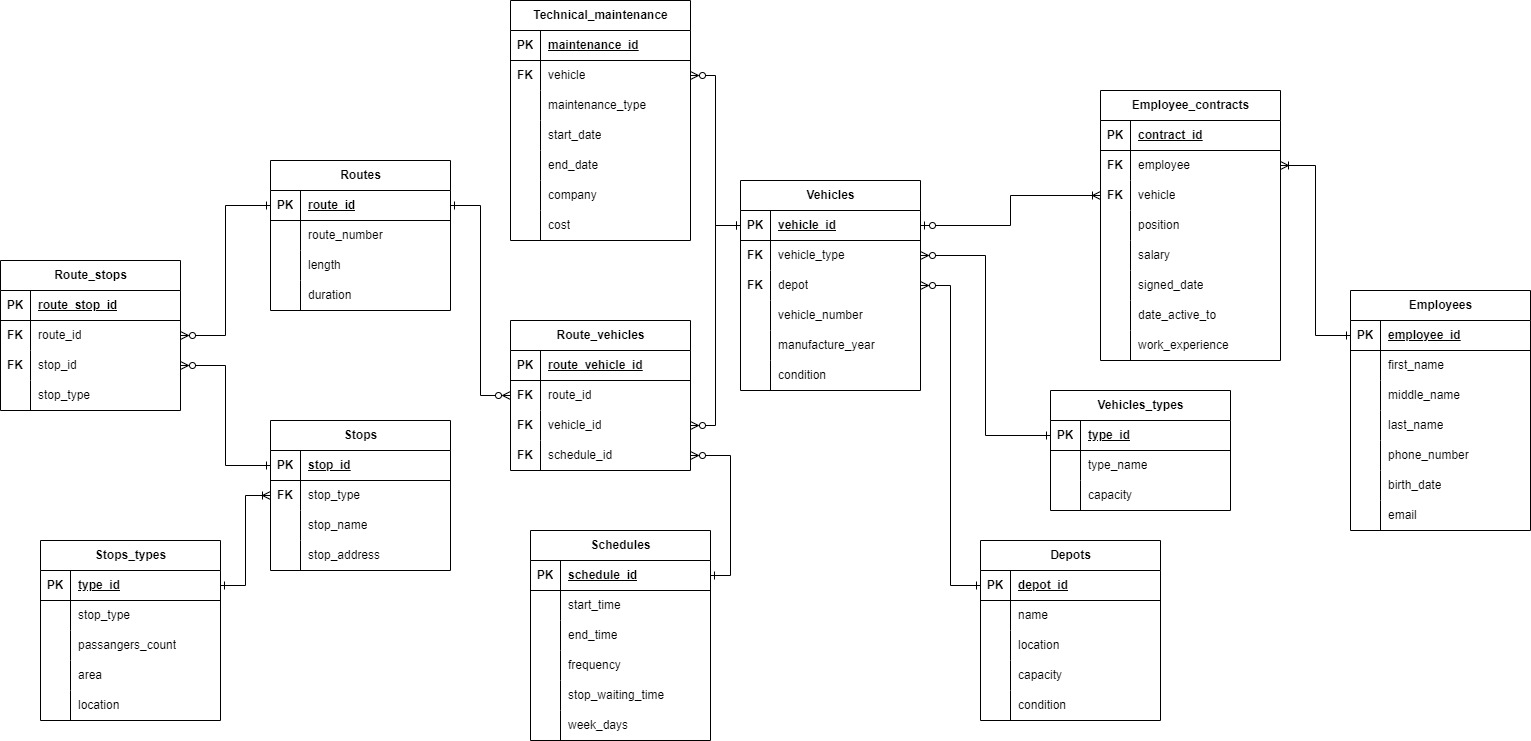 Technical_maintenance
PK maintenance_id
FK vehicle
maintenance_type
start_date
end_date
company
cost
Employee_contracts
PK contract_id
FK employee
FK vehicle
position
salary
signed_date
date_active_to
work_experience
Routes
PK route_id
route_number
length
duration
Vehicles
PK vehicle_id
FK vehicle_type
FK depot
vehicle_number
manufacture_year
condition
Route_stops
PK route_stop_id
FK route_id
FK stop_id
stop_type
Employees
PK employee_id
first_name
middle_name
last_name
phone_number
birth_date
email
Route_vehicles
PK route_vehicle_id
FK route_id
FK vehicle_id
FK schedule_id
Vehicles_types
PK type_id
type_name
capacity
Stops
PK stop_id
FK stop_type
stop_name
stop_address
Stops_types
PK type_id
stop_type
passangers_count
area
location
Schedules
PK schedule_id
start_time
end_time
frequency
stop_waiting_time
week_days
Depots
PK depot_id
name
location
capacity
condition